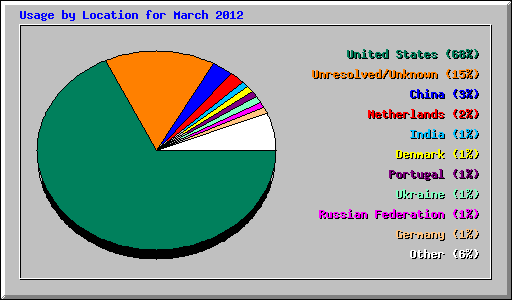 Usage by Location for March 2012
United States (68%)
Unresolved/Unknown (15%)
China (3%)
Netherlands (2%)
India (1%)
Denmark (1%)
Portugal (1%)
Ukraine (1%)
Russian Federation (1%)
Germany (1%)
Other (6%)